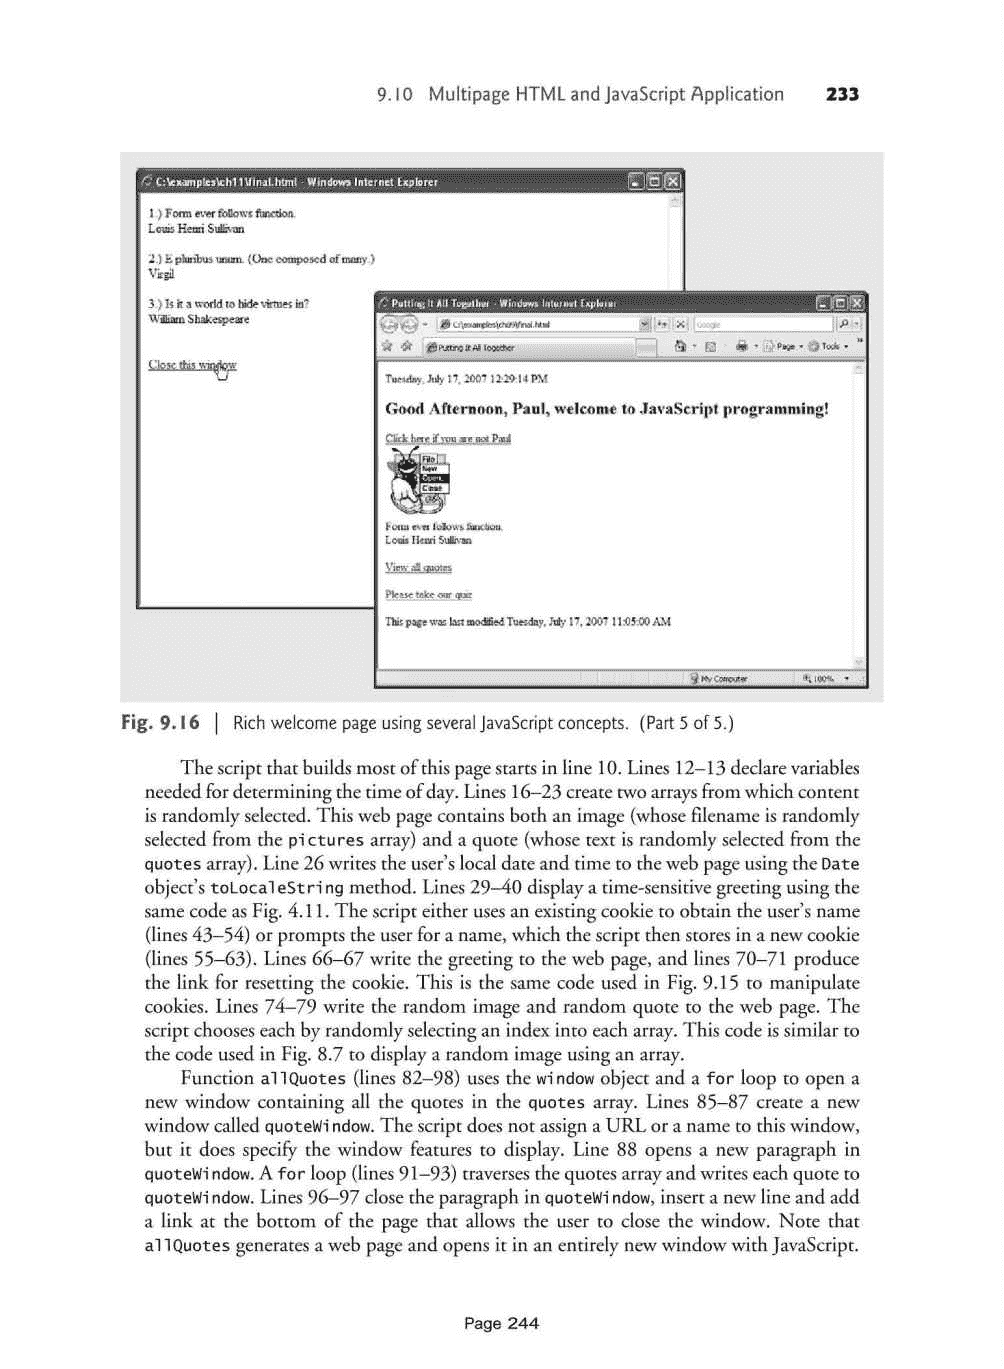 9.10 Multipage HTML and JavaScript Application 233
C:\examples\ch11\final.html - Windows Internet Explorer
1.) Form ever follows function.
Louis Henri Sullivan
2.) E pluribus unum. (One composed of many.)
Virgil
3.) Is it a world to hide virtues in?
William Shakespeare
Close this window
Putting It All Together - Windows Internet Explorer
C:\examples\ch09\final.html
Google
Putting It All Together
Page
Tools
Tuesday, July 17, 2007 12:29:14 PM
Good Afternoon, Paul, welcome to JavaScript programming!
Click here if you are not Paul
File
New
Open
Close
Form ever follows function.
Louis Henri Sullivan
View all quotes
Please take our quiz
This page was last modified Tuesday, July 17, 2007 11:05:00 AM
My Computer
100%
Fig. 9.16 | Rich welcome page using several JavaScript concepts. (Part 5 of 5.)
The script that builds most of this page starts in line 10. Lines 12–13 declare variables
needed for determining the time of day. Lines 16–23 create two arrays from which content
is randomly selected. This web page contains both an image (whose filename is randomly
selected from the pictures array) and a quote (whose text is randomly selected from the
quotes array). Line 26 writes the user's local date and time to the web page using the Date
object's toLocaleString method. Lines 29–40 display a time-sensitive greeting using the
same code as Fig. 4.11. The script either uses an existing cookie to obtain the user's name
(lines 43–54) or prompts the user for a name, which the script then stores in a new cookie
(lines 55–63). Lines 66–67 write the greeting to the web page, and lines 70–71 produce
the link for resetting the cookie. This is the same code used in Fig. 9.15 to manipulate
cookies. Lines 74–79 write the random image and random quote to the web page. The
script chooses each by randomly selecting an index into each array. This code is similar to
the code used in Fig. 8.7 to display a random image using an array.
Function allQuotes (lines 82–98) uses the window object and a for loop to open a
new window containing all the quotes in the quotes array. Lines 85–87 create a new
window called quoteWindow. The script does not assign a URL or a name to this window,
but it does specify the window features to display. Line 88 opens a new paragraph in
quoteWindow. A for loop (lines 91–93) traverses the quotes array and writes each quote to
quoteWindow. Lines 96–97 close the paragraph in quoteWindow, insert a new line and add
a link at the bottom of the page that allows the user to close the window. Note that
allQuotes generates a web page and opens it in an entirely new window with JavaScript.
Page 244